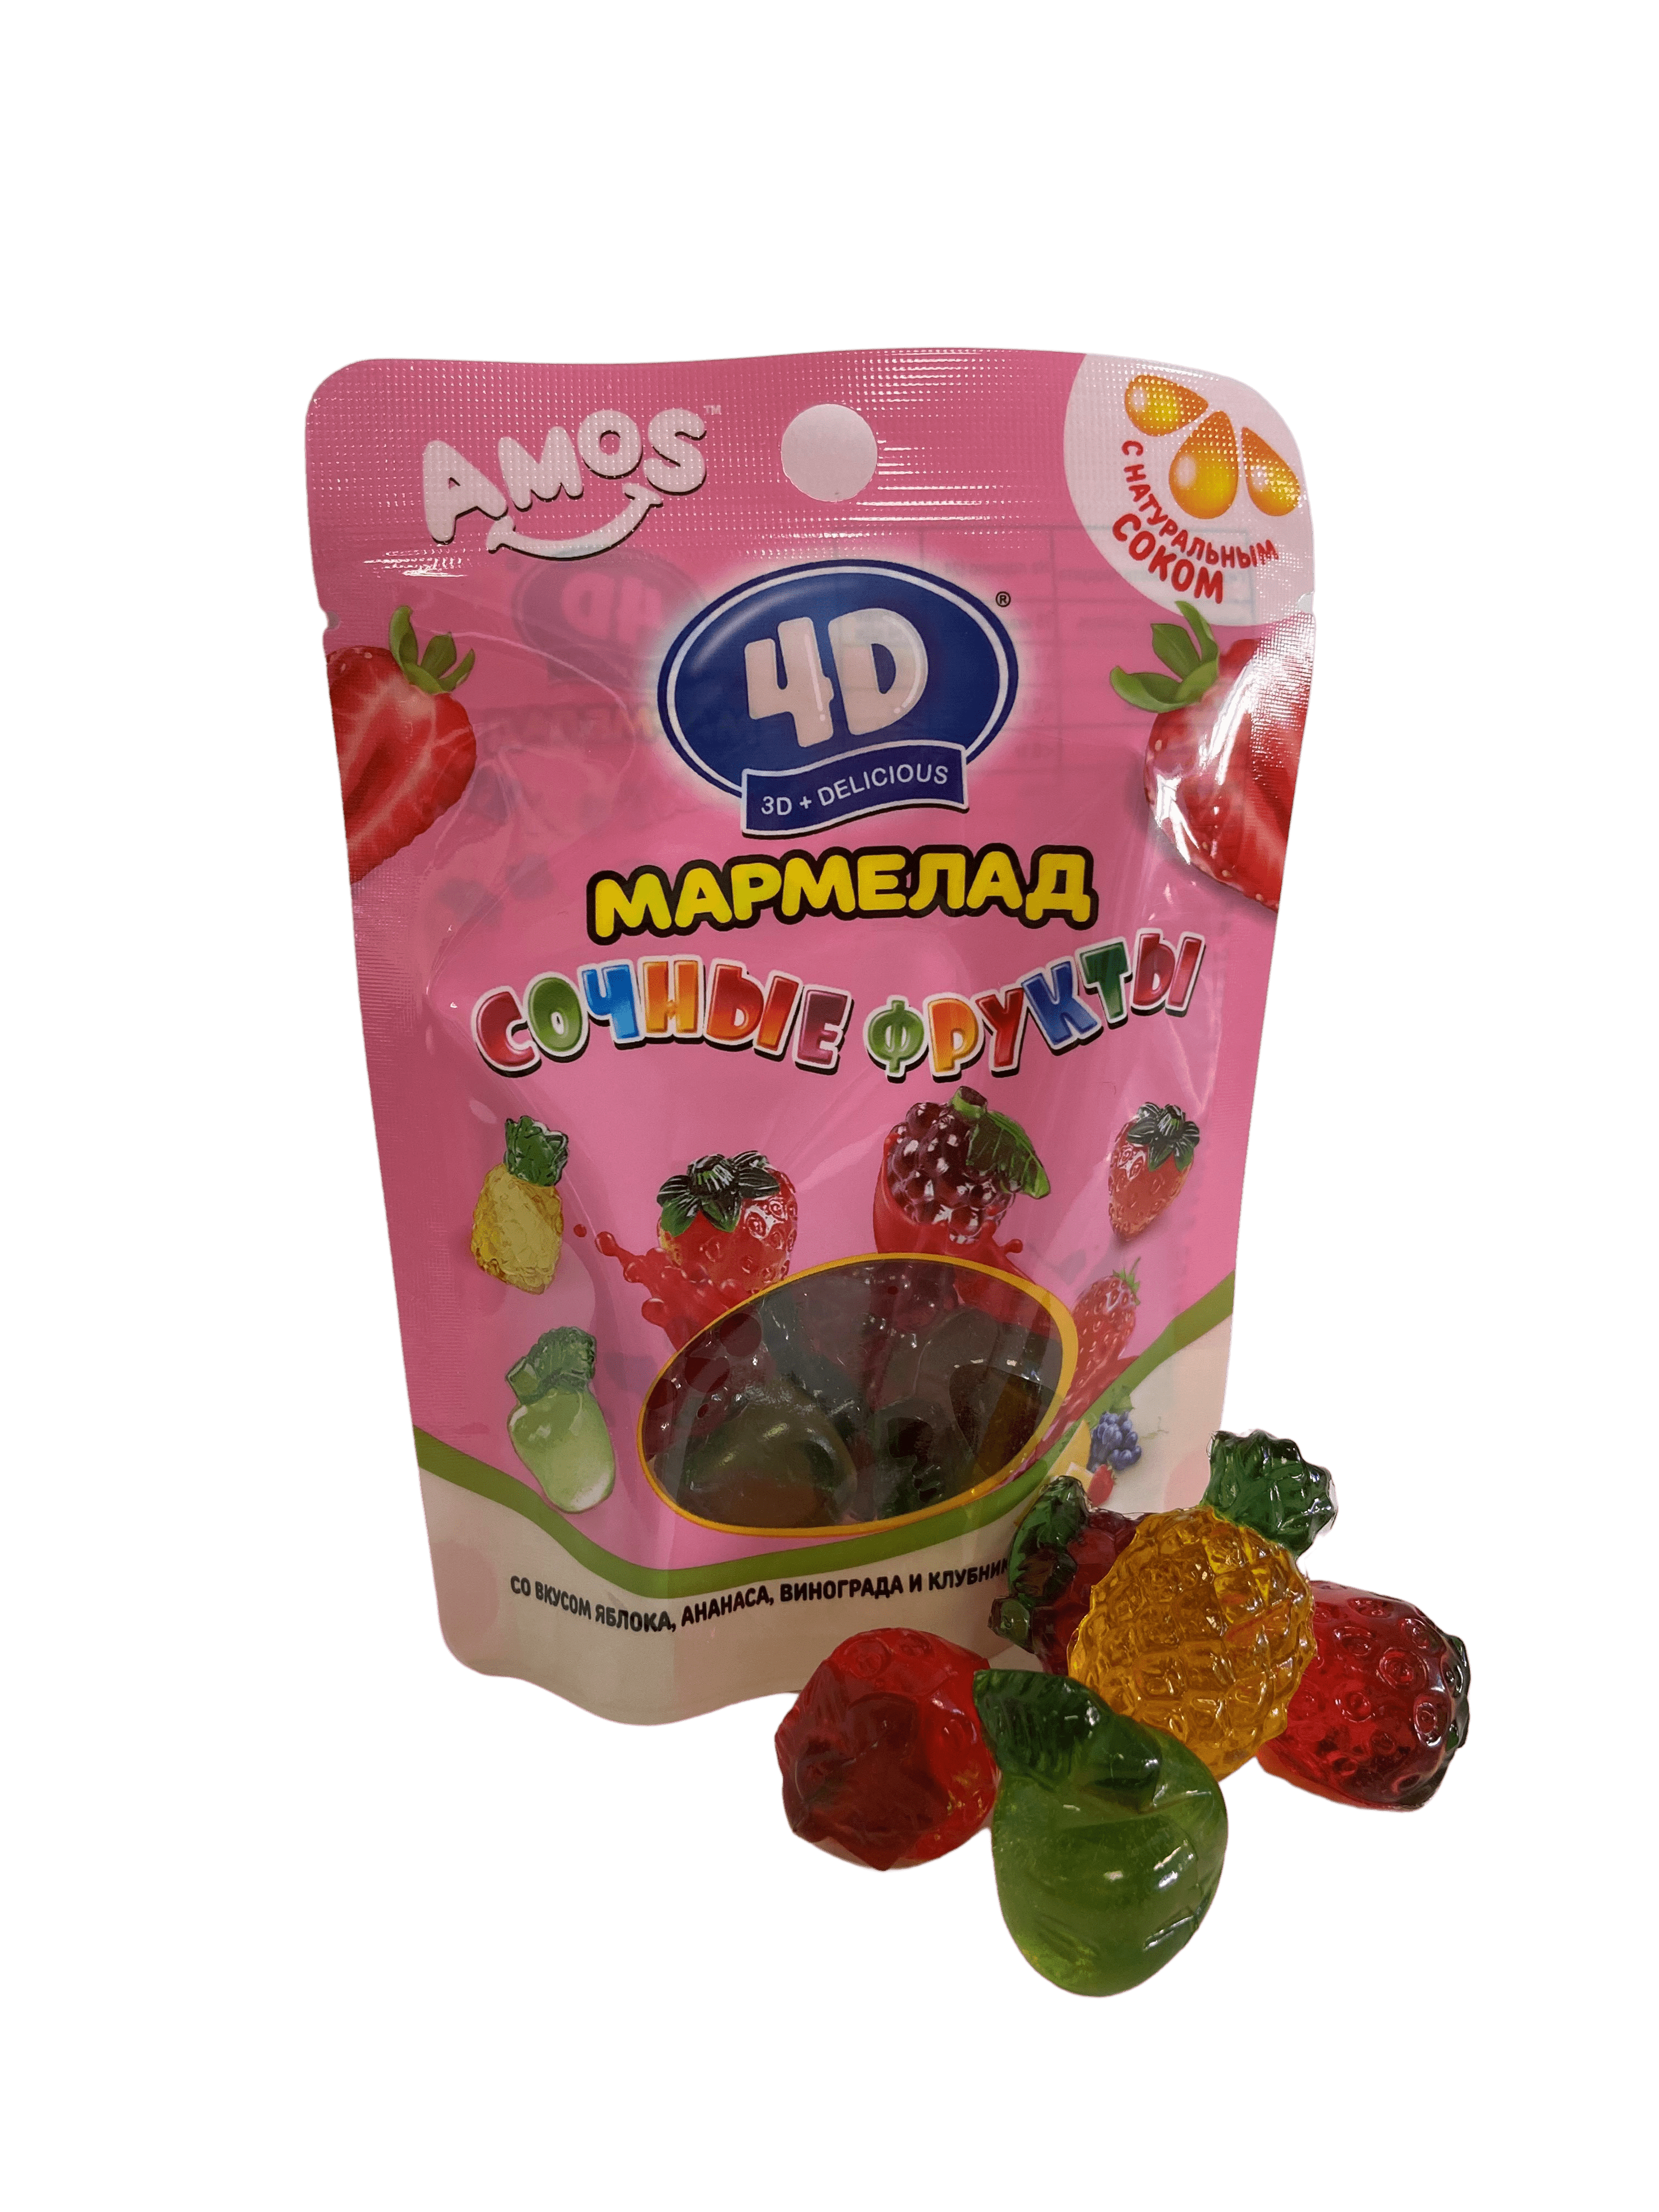 AMOS™
С НАТУРАЛЬНЫМ
СОКОМ
4D®
3D + DELICIOUS
МАРМЕЛАД
СОЧНЫЕ ФРУКТЫ
СО ВКУСОМ ЯБЛОКА, АНАНАСА, ВИНОГРАДА И